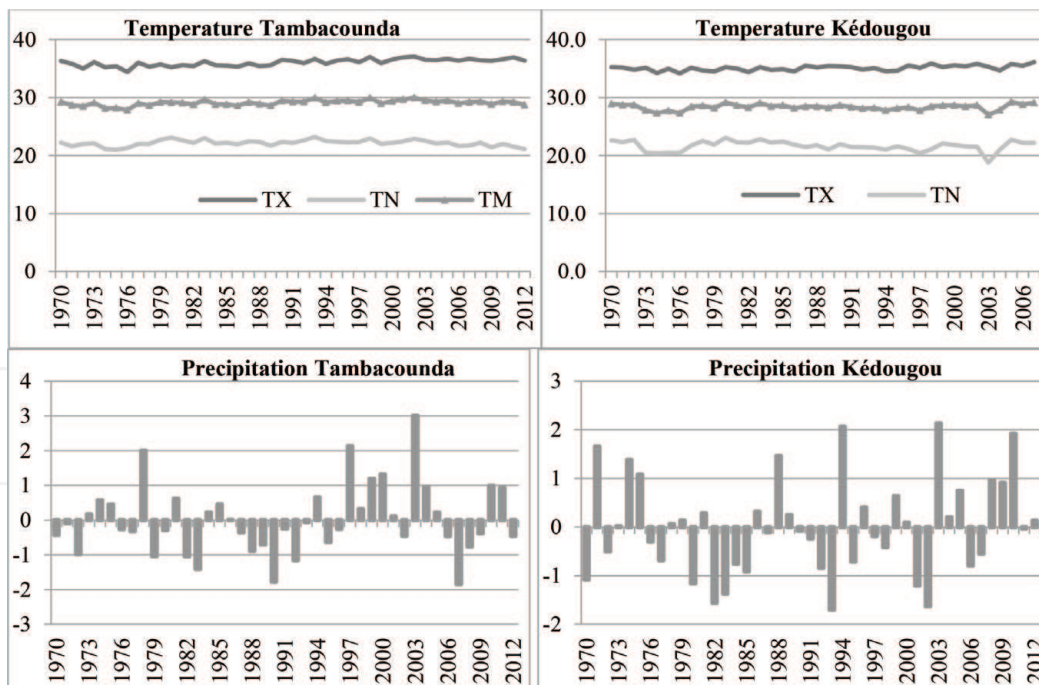 Temperature Tambacounda
40
30
20
10
0
TX TN TM
1970 1973 1976 1979 1982 1985 1988 1991 1994 1997 2000 2003 2006 2009 2012
Temperature Kédougou
40.0
30.0
20.0
10.0
0.0
TX TN
1970 1973 1976 1979 1982 1985 1988 1991 1994 1997 2000 2003 2006
Precipitation Tambacounda
4
3
2
1
0
-1
-2
-3
1970 1973 1976 1979 1982 1985 1988 1991 1994 1997 2000 2003 2006 2009 2012
Precipitation Kédougou
3
2
1
0
-1
-2
1970 1973 1976 1979 1982 1985 1988 1991 1994 1997 2000 2003 2006 2009 2012